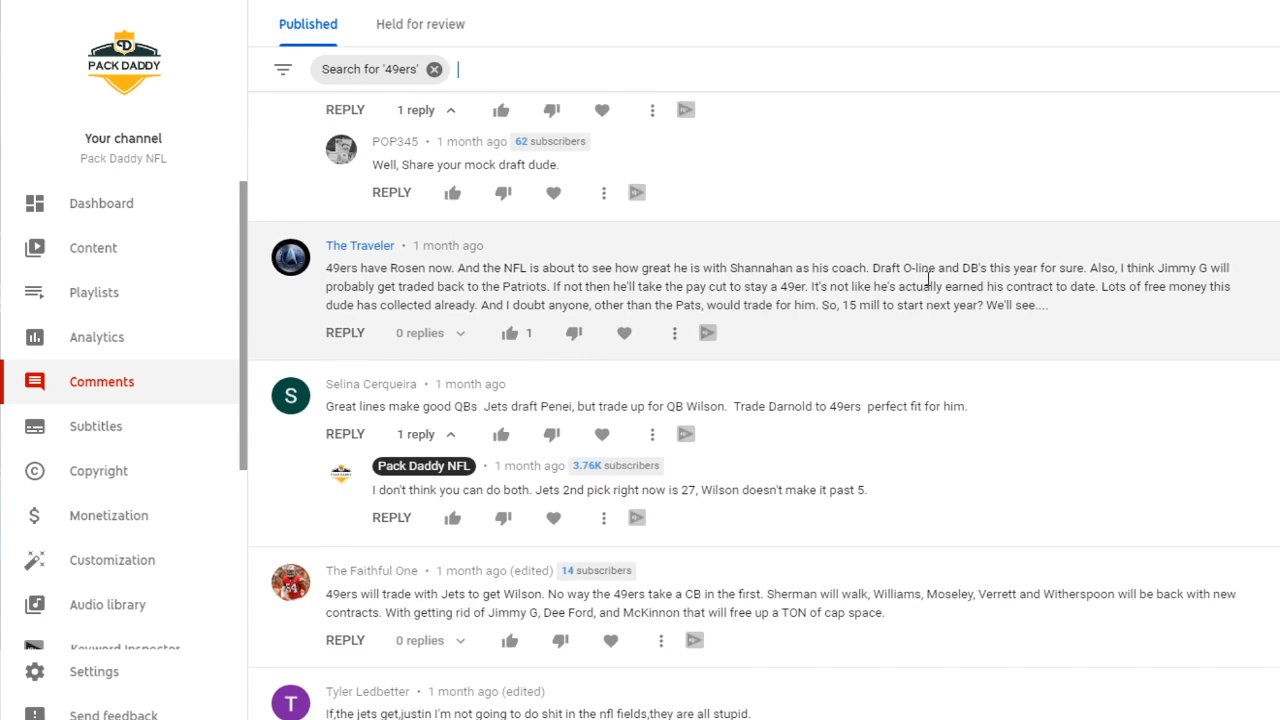 Published
Held for review
PD
PACK DADDY
Search for '49ers'
REPLY
1 reply
Your channel
Pack Daddy NFL
POP345 • 1 month ago 62 subscribers
Well, Share your mock draft dude.
REPLY
Dashboard
Content
Playlists
Analytics
Comments
Subtitles
Copyright
Monetization
Customization
Audio library
Keyword Inspector
Settings
Send feedback
The Traveler • 1 month ago
49ers have Rosen now. And the NFL is about to see how great he is with Shannahan as his coach. Draft O-line and DB's this year for sure. Also, I think Jimmy G will
probably get traded back to the Patriots. If not then he'll take the pay cut to stay a 49er. It's not like he's actually earned his contract to date. Lots of free money this
dude has collected already. And I doubt anyone, other than the Pats, would trade for him. So, 15 mill to start next year? We'll see....
REPLY
0 replies
1
S
Selina Cerqueira • 1 month ago
Great lines make good QBs Jets draft Penei, but trade up for QB Wilson. Trade Darnold to 49ers perfect fit for him.
REPLY
1 reply
Pack Daddy NFL • 1 month ago 3.76K subscribers
I don't think you can do both. Jets 2nd pick right now is 27, Wilson doesn't make it past 5.
REPLY
The Faithful One • 1 month ago (edited) 14 subscribers
49ers will trade with Jets to get Wilson. No way the 49ers take a CB in the first. Sherman will walk, Williams, Moseley, Verrett and Witherspoon will be back with new
contracts. With getting rid of Jimmy G, Dee Ford, and McKinnon that will free up a TON of cap space.
REPLY
0 replies
T
Tyler Ledbetter • 1 month ago (edited)
If,the jets get,justin I'm not going to do shit in the nfl fields,they are all stupid.